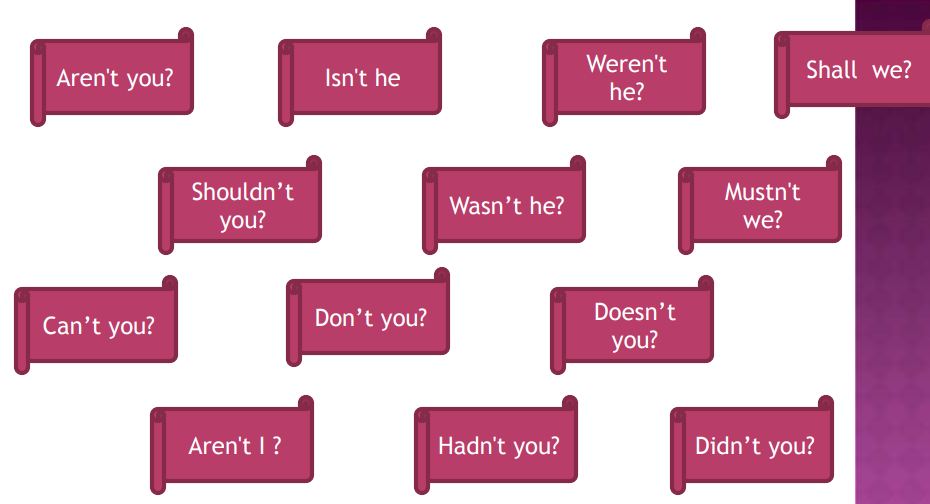 Aren't you?
Isn't he
Weren't
he?
Shall  we?
Shouldn’t
you?
Wasn’t he?
Mustn't
we?
Can’t you?
Don’t you?
Doesn’t
you?
Aren't I ?
Hadn't you?
Didn’t you?